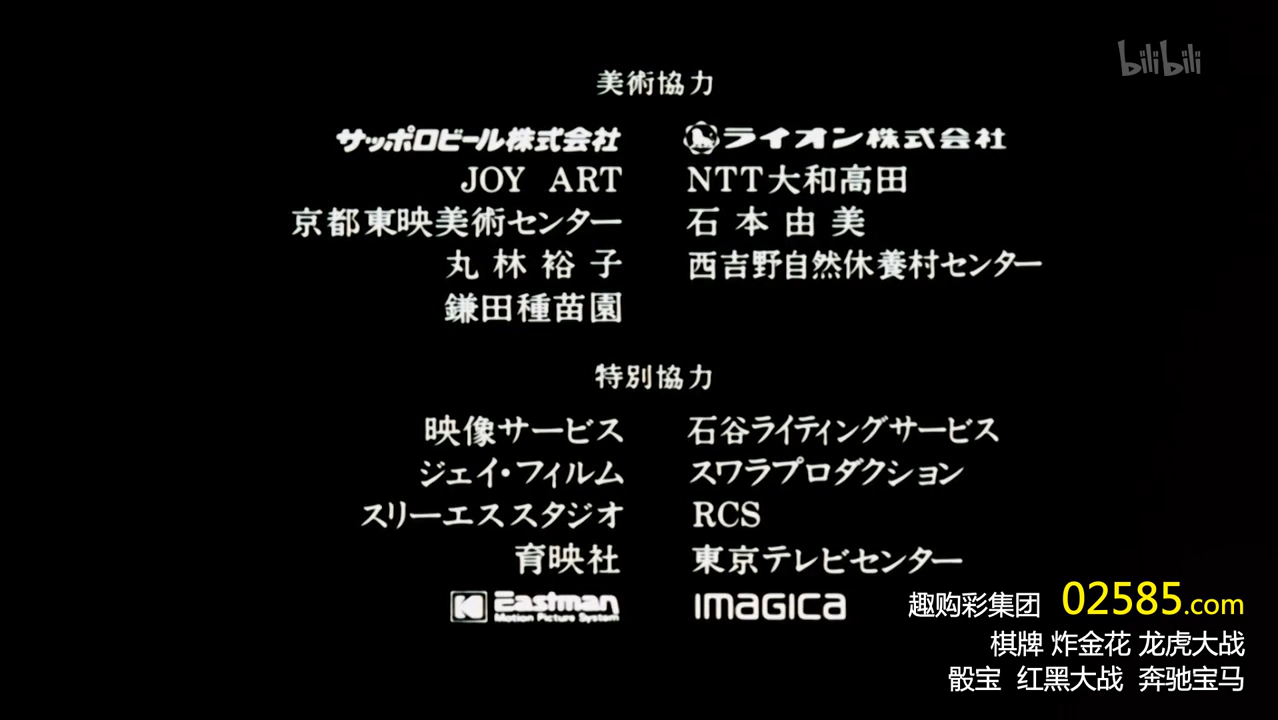 bilibili
美術協力
サッポロビール株式会社 ライオン株式会社
JOY ART NTT大和高田
京都東映美術センター 石本由美
丸林裕子 西吉野自然休養村センター
鎌田種苗園
特別協力
映像サービス 石谷ライティングサービス
ジェイ・フィルム スワラプロダクション
スリーエススタジオ RCS
育映社 東京テレビセンター
Eastman IMAGICA
Motion Picture System
趣购彩集团 02585.com
棋牌 炸金花 龙虎大战
骰宝 红黑大战 奔驰宝马